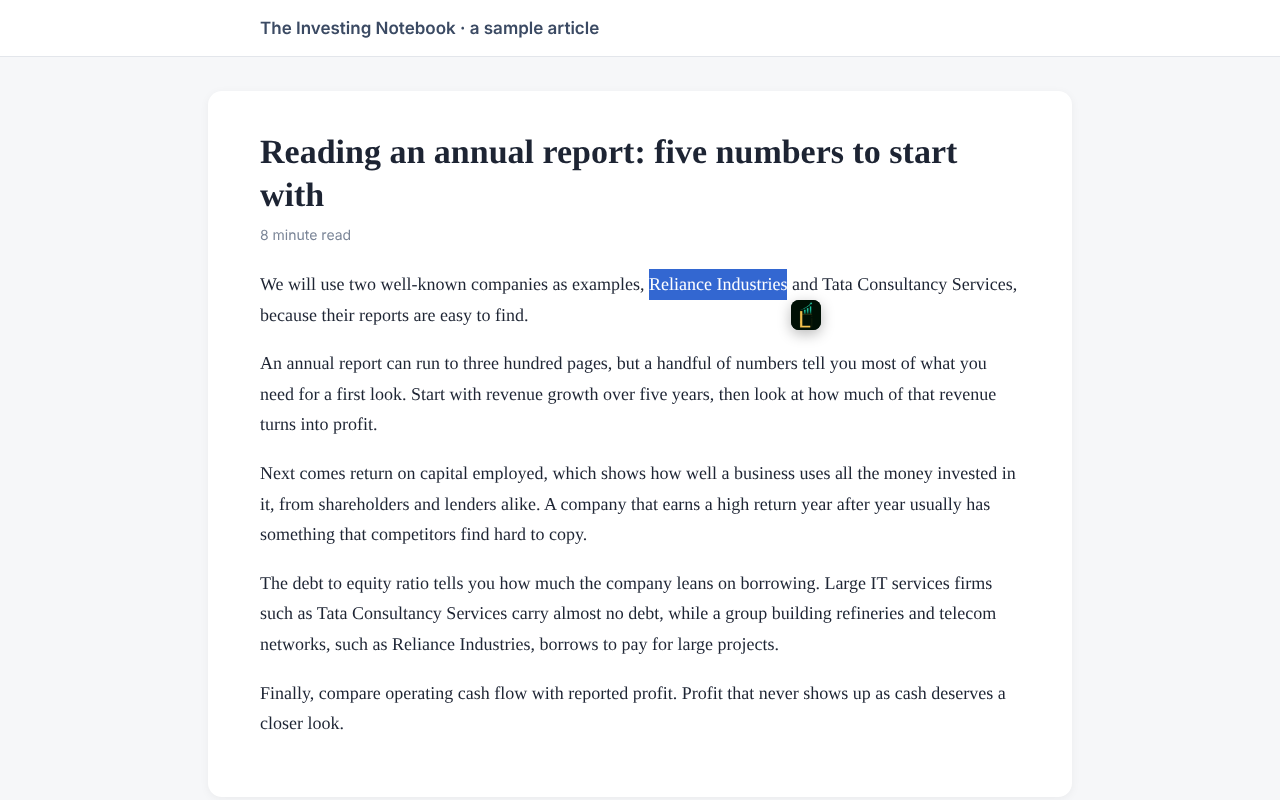 The Investing Notebook · a sample article
Reading an annual report: five numbers to start
with
8 minute read
We will use two well-known companies as examples, Reliance Industries and Tata Consultancy Services,
because their reports are easy to find.
An annual report can run to three hundred pages, but a handful of numbers tell you most of what you
need for a first look. Start with revenue growth over five years, then look at how much of that revenue
turns into profit.
Next comes return on capital employed, which shows how well a business uses all the money invested in
it, from shareholders and lenders alike. A company that earns a high return year after year usually has
something that competitors find hard to copy.
The debt to equity ratio tells you how much the company leans on borrowing. Large IT services firms
such as Tata Consultancy Services carry almost no debt, while a group building refineries and telecom
networks, such as Reliance Industries, borrows to pay for large projects.
Finally, compare operating cash flow with reported profit. Profit that never shows up as cash deserves a
closer look.